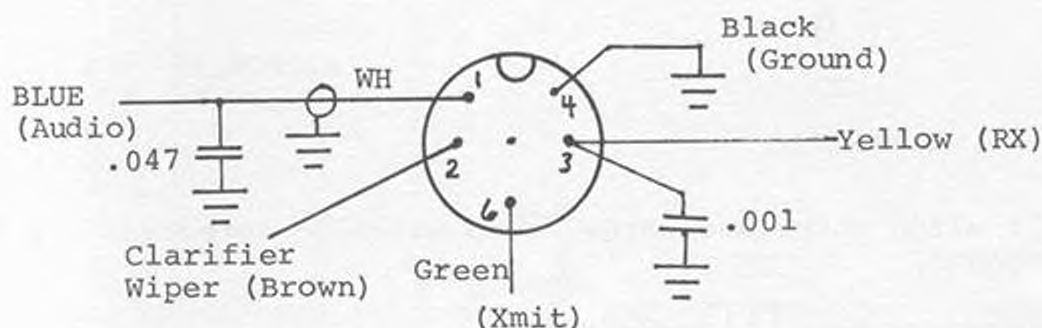 Black
(Ground)
BLUE
(Audio)
WH
1
4
.047
2
3
Yellow (RX)
6
.001
Clarifier
Wiper (Brown)
Green
(Xmit)